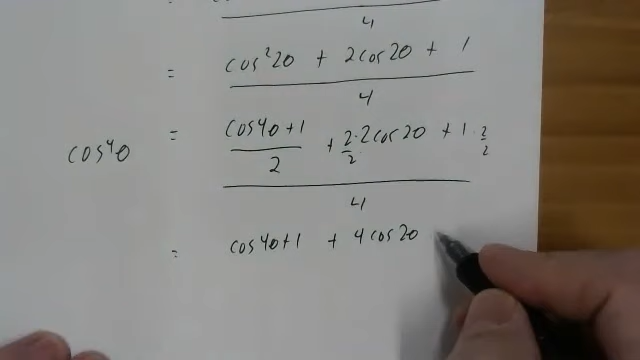 4
= cos²2θ + 2cos2θ + 1
4
cos⁴θ = cos4θ+1 / 2 + 2/2·2cos2θ + 1·2/2
4
= cos4θ+1 + 4cos2θ